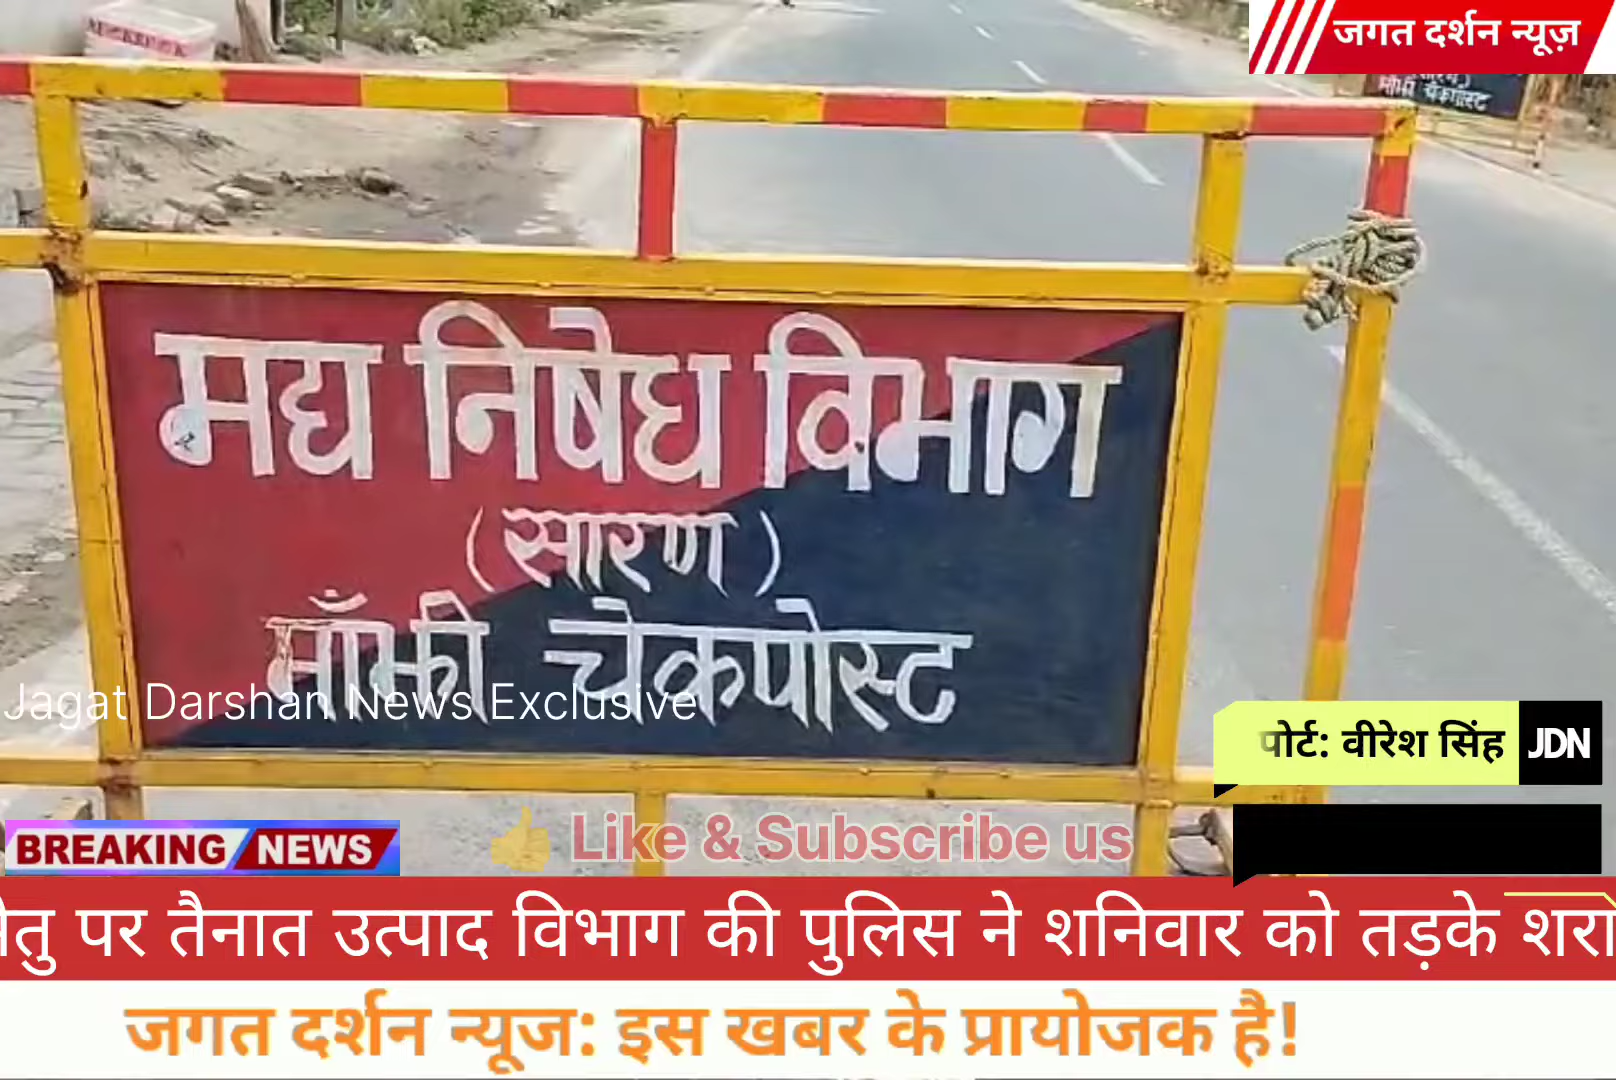 जगत दर्शन न्यूज़
माँझी चेकपोस्ट
मद्य निषेध विभाग
(सारण)
माँझी चेकपोस्ट
Jagat Darshan News Exclusive
पोर्ट: वीरेश सिंह JDN
Like & Subscribe us
BREAKING NEWS
पर तैनात उत्पाद विभाग की पुलिस ने शनिवार को तड़के
जगत दर्शन न्यूज: इस खबर के प्रायोजक है!